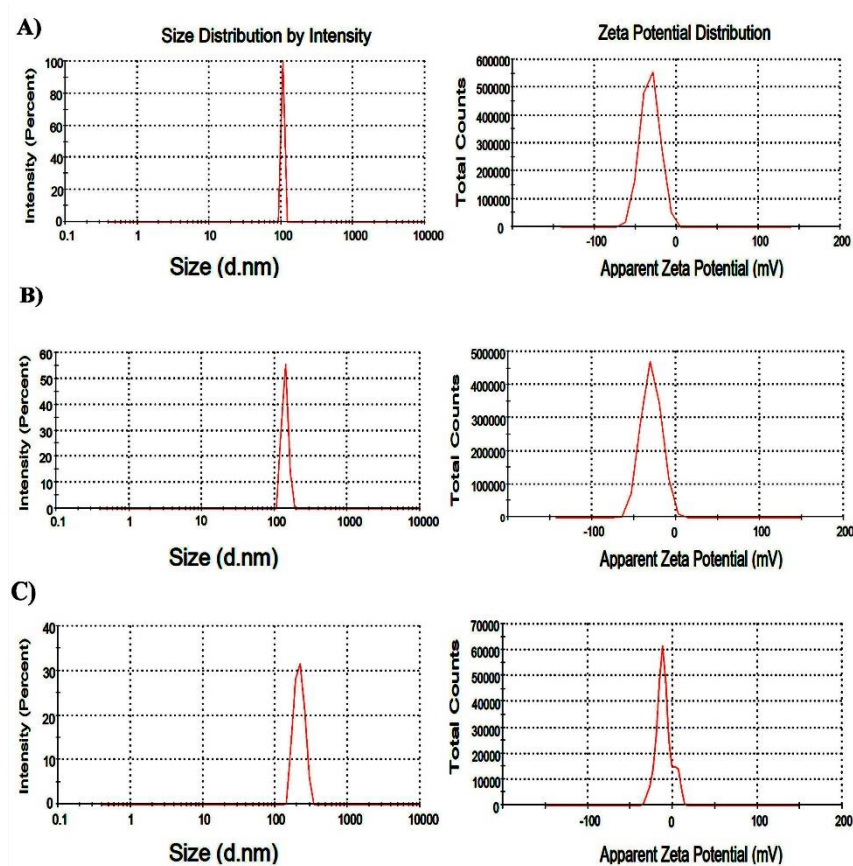 A)
Size Distribution by Intensity
Intensity (Percent)
100
80
60
40
20
0
0.1 1 10 100 1000 10000
Size (d.nm)
Zeta Potential Distribution
Total Counts
600000
500000
400000
300000
200000
100000
0
-100 0 100 200
Apparent Zeta Potential (mV)
B)
Intensity (Percent)
60
50
40
30
20
10
0
0.1 1 10 100 1000 10000
Size (d.nm)
Total Counts
500000
400000
300000
200000
100000
0
-100 0 100 200
Apparent Zeta Potential (mV)
C)
Intensity (Percent)
40
30
20
10
0
0.1 1 10 100 1000 10000
Size (d.nm)
Total Counts
70000
60000
50000
40000
30000
20000
10000
0
-100 0 100 200
Apparent Zeta Potential (mV)